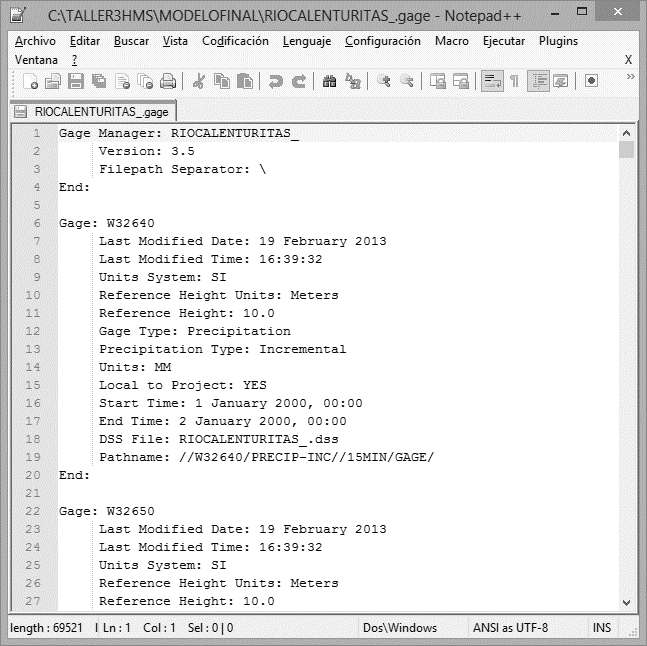 C:\TALLER3HMS\MODELOFINAL\RIOCALENTURITAS_.gage - Notepad++
Archivo Editar Buscar Vista Codificación Lenguaje Configuración Macro Ejecutar Plugins
Ventana ? X
RIOCALENTURITAS_.gage
1 Gage Manager: RIOCALENTURITAS_
2 Version: 3.5
3 Filepath Separator: \
4 End:
5
6 Gage: W32640
7 Last Modified Date: 19 February 2013
8 Last Modified Time: 16:39:32
9 Units System: SI
10 Reference Height Units: Meters
11 Reference Height: 10.0
12 Gage Type: Precipitation
13 Precipitation Type: Incremental
14 Units: MM
15 Local to Project: YES
16 Start Time: 1 January 2000, 00:00
17 End Time: 2 January 2000, 00:00
18 DSS File: RIOCALENTURITAS_.dss
19 Pathname: //W32640/PRECIP-INC//15MIN/GAGE/
20 End:
21
22 Gage: W32650
23 Last Modified Date: 19 February 2013
24 Last Modified Time: 16:39:32
25 Units System: SI
26 Reference Height Units: Meters
27 Reference Height: 10.0
length : 69521 l Ln : 1 Col : 1 Sel : 0 | 0 Dos\Windows ANSI as UTF-8 INS